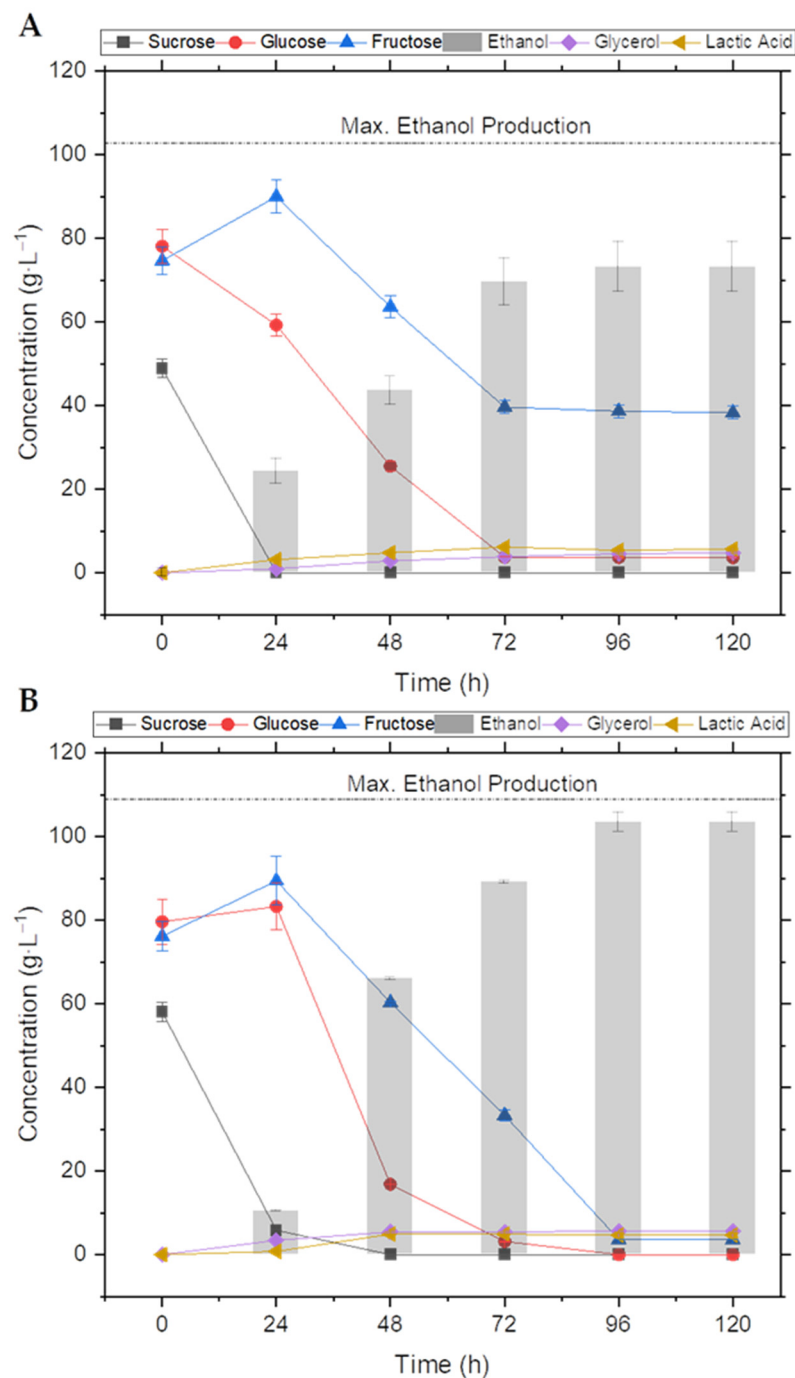 A
Sucrose Glucose Fructose Ethanol Glycerol Lactic Acid
120
Max. Ethanol Production
100
80
60
40
20
0
Concentration (g·L⁻¹)
0 24 48 72 96 120
Time (h)
B
Sucrose Glucose Fructose Ethanol Glycerol Lactic Acid
120
Max. Ethanol Production
100
80
60
40
20
0
Concentration (g·L⁻¹)
0 24 48 72 96 120
Time (h)